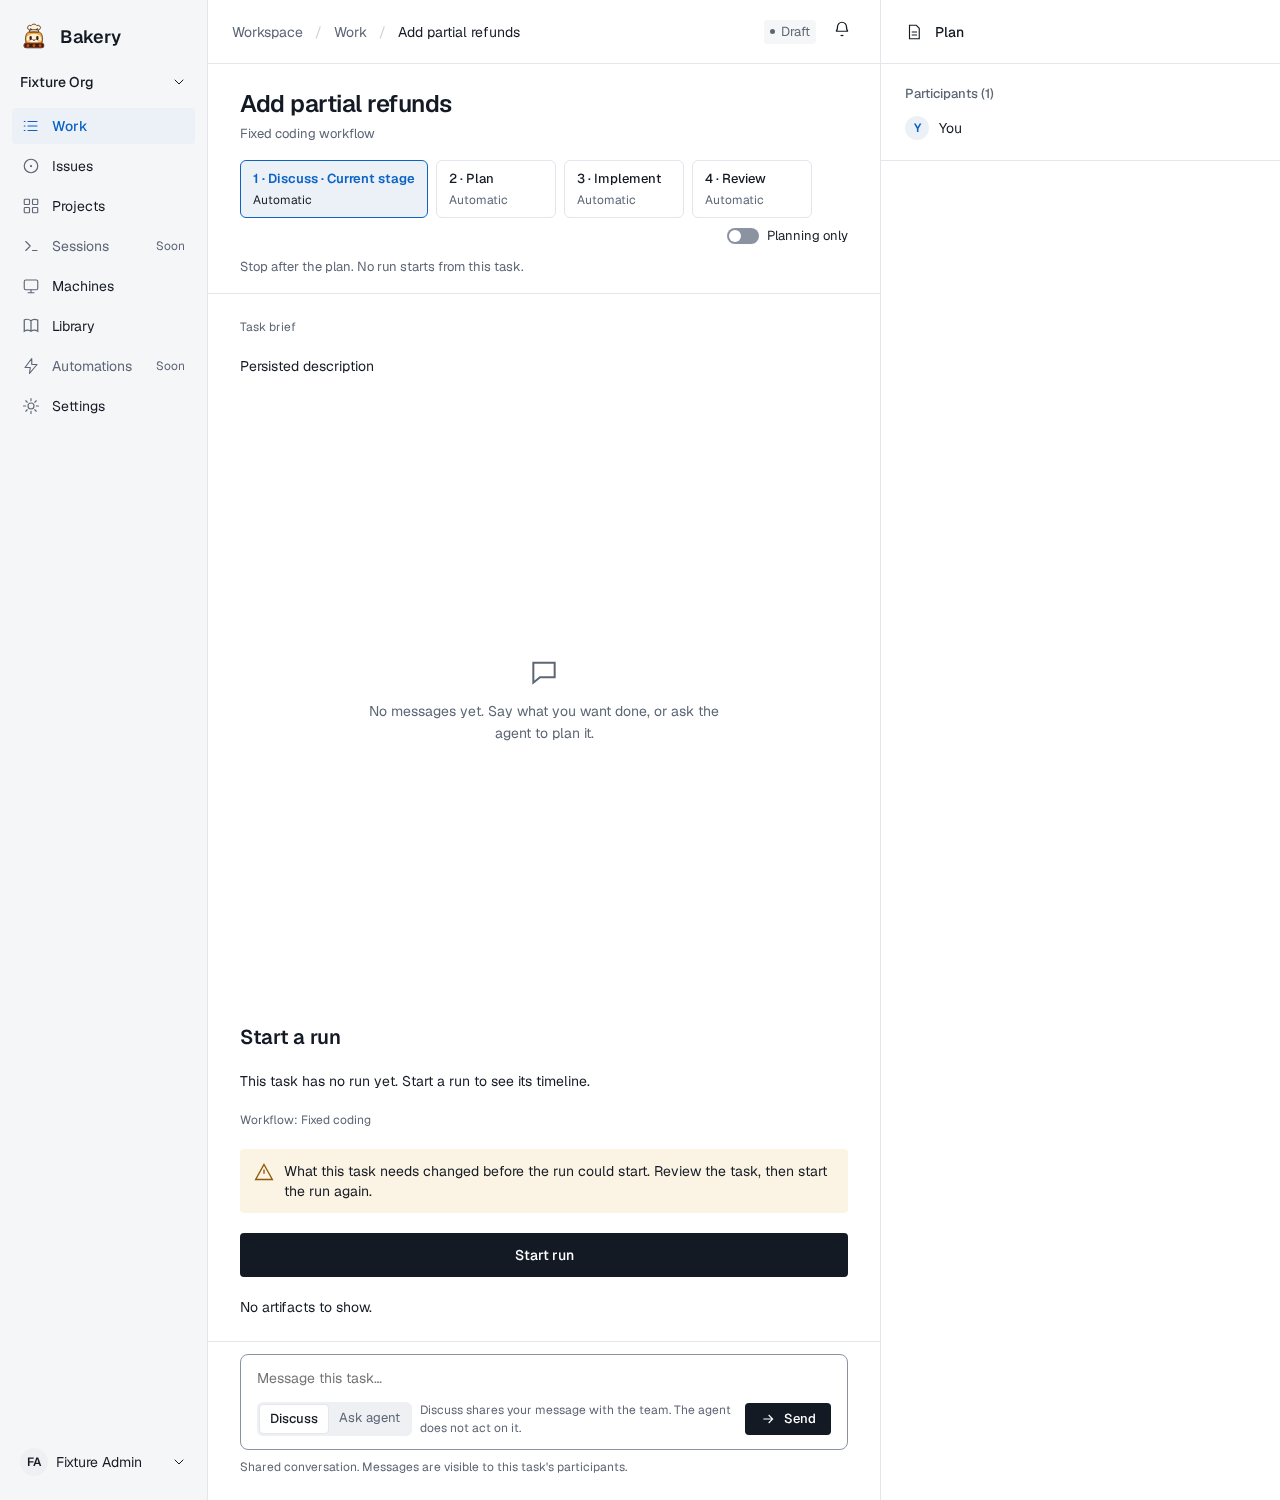 Bakery
Fixture Org
Work
Issues
Projects
Sessions Soon
Machines
Library
Automations Soon
Settings
FA Fixture Admin
Workspace / Work / Add partial refunds
Draft
Add partial refunds
Fixed coding workflow
1 · Discuss · Current stage
Automatic
2 · Plan
Automatic
3 · Implement
Automatic
4 · Review
Automatic
Planning only
Stop after the plan. No run starts from this task.
Task brief
Persisted description
No messages yet. Say what you want done, or ask the
agent to plan it.
Start a run
This task has no run yet. Start a run to see its timeline.
Workflow: Fixed coding
What this task needs changed before the run could start. Review the task, then start
the run again.
Start run
No artifacts to show.
Message this task...
Discuss Ask agent
Discuss shares your message with the team. The agent
does not act on it.
Send
Shared conversation. Messages are visible to this task's participants.
Plan
Participants (1)
Y You